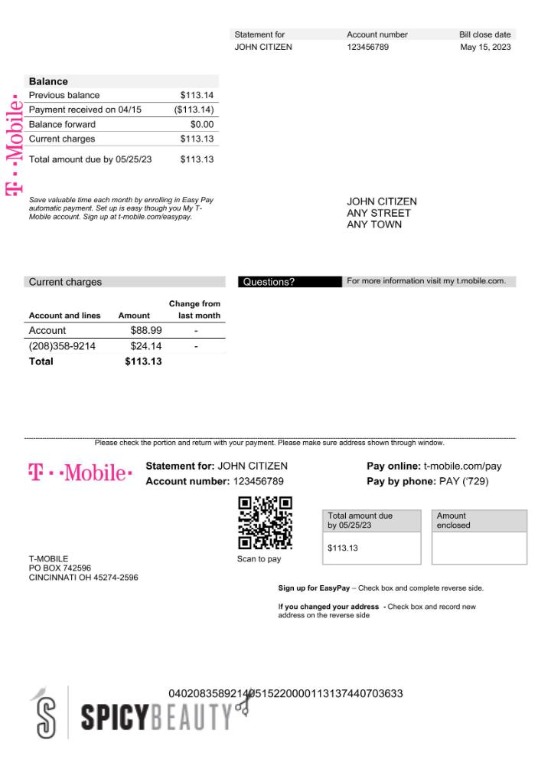 Statement for Account number Bill close date
JOHN CITIZEN 123456789 May 15, 2023
T··Mobile·
Balance
Previous balance $113.14
Payment received on 04/15 ($113.14)
Balance forward $0.00
Current charges $113.13
Total amount due by 05/25/23 $113.13
Save valuable time each month by enrolling in Easy Pay
automatic payment. Set up is easy though you My T-
Mobile account. Sign up at t-mobile.com/easypay.
JOHN CITIZEN
ANY STREET
ANY TOWN
Current charges
Questions? For more information visit my t.mobile.com.
Change from
Account and lines Amount last month
Account $88.99 -
(208)358-9214 $24.14 -
Total $113.13
Please check the portion and return with your payment. Please make sure address shown through window.
T··Mobile·
Statement for: JOHN CITIZEN
Account number: 123456789
Pay online: t-mobile.com/pay
Pay by phone: PAY ('729)
Scan to pay
Total amount due
by 05/25/23
$113.13
Amount
enclosed
T-MOBILE
PO BOX 742596
CINCINNATI OH 45274-2596
Sign up for EasyPay – Check box and complete reverse side.
If you changed your address - Check box and record new
address on the reverse side
04020835892140515220000113137440703633
SPICYBEAUTY